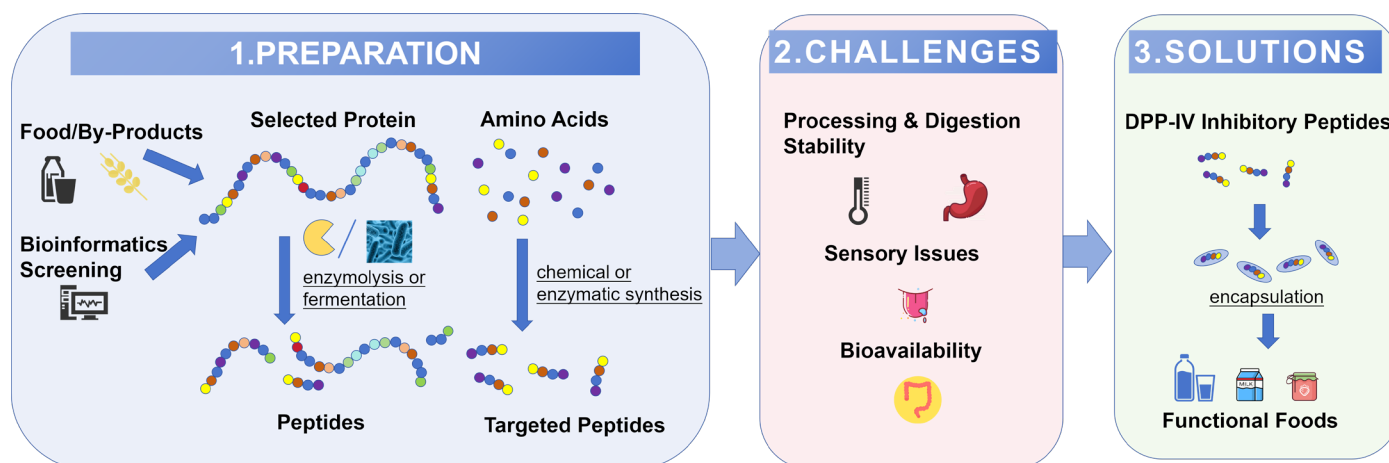 1.PREPARATION
Food/By-Products
Selected Protein
Amino Acids
Bioinformatics
Screening
enzymolysis or
fermentation
chemical or
enzymatic synthesis
Peptides
Targeted Peptides
2.CHALLENGES
Processing & Digestion
Stability
Sensory Issues
Bioavailability
3.SOLUTIONS
DPP-IV Inhibitory Peptides
encapsulation
MILK
Functional Foods